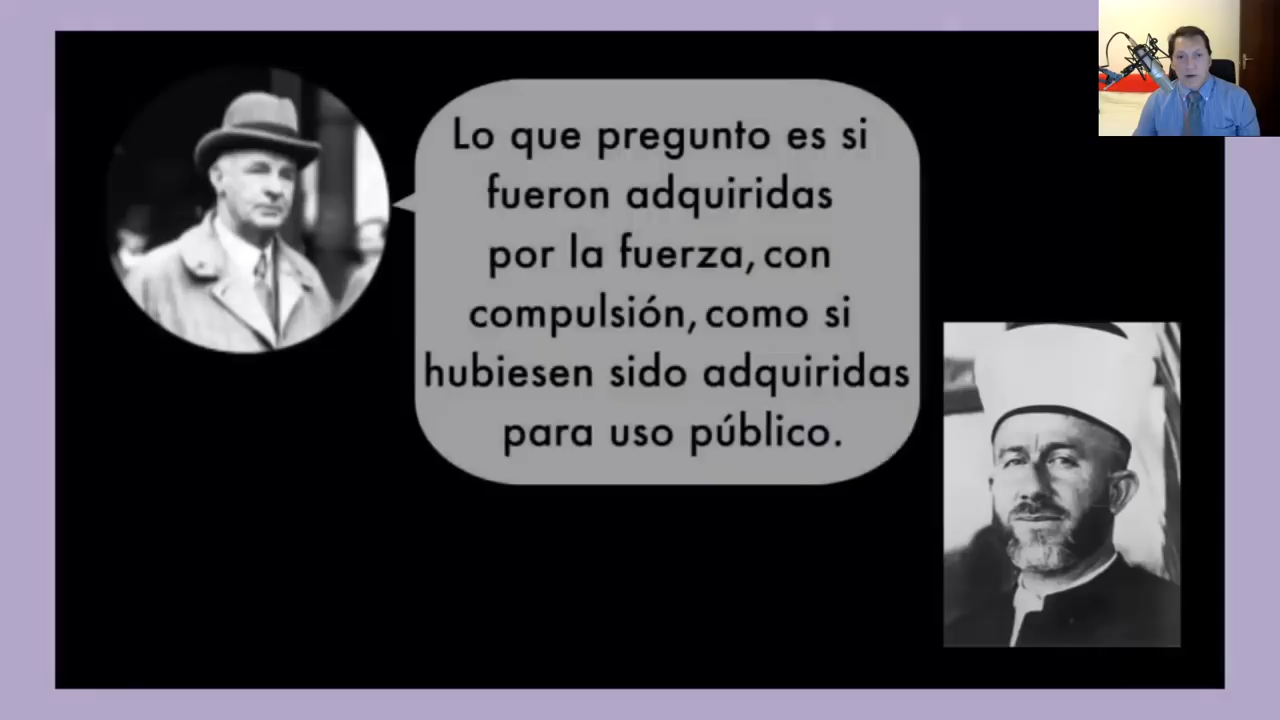 Lo que pregunto es si
fueron adquiridas
por la fuerza, con
compulsión, como si
hubiesen sido adquiridas
para uso público.